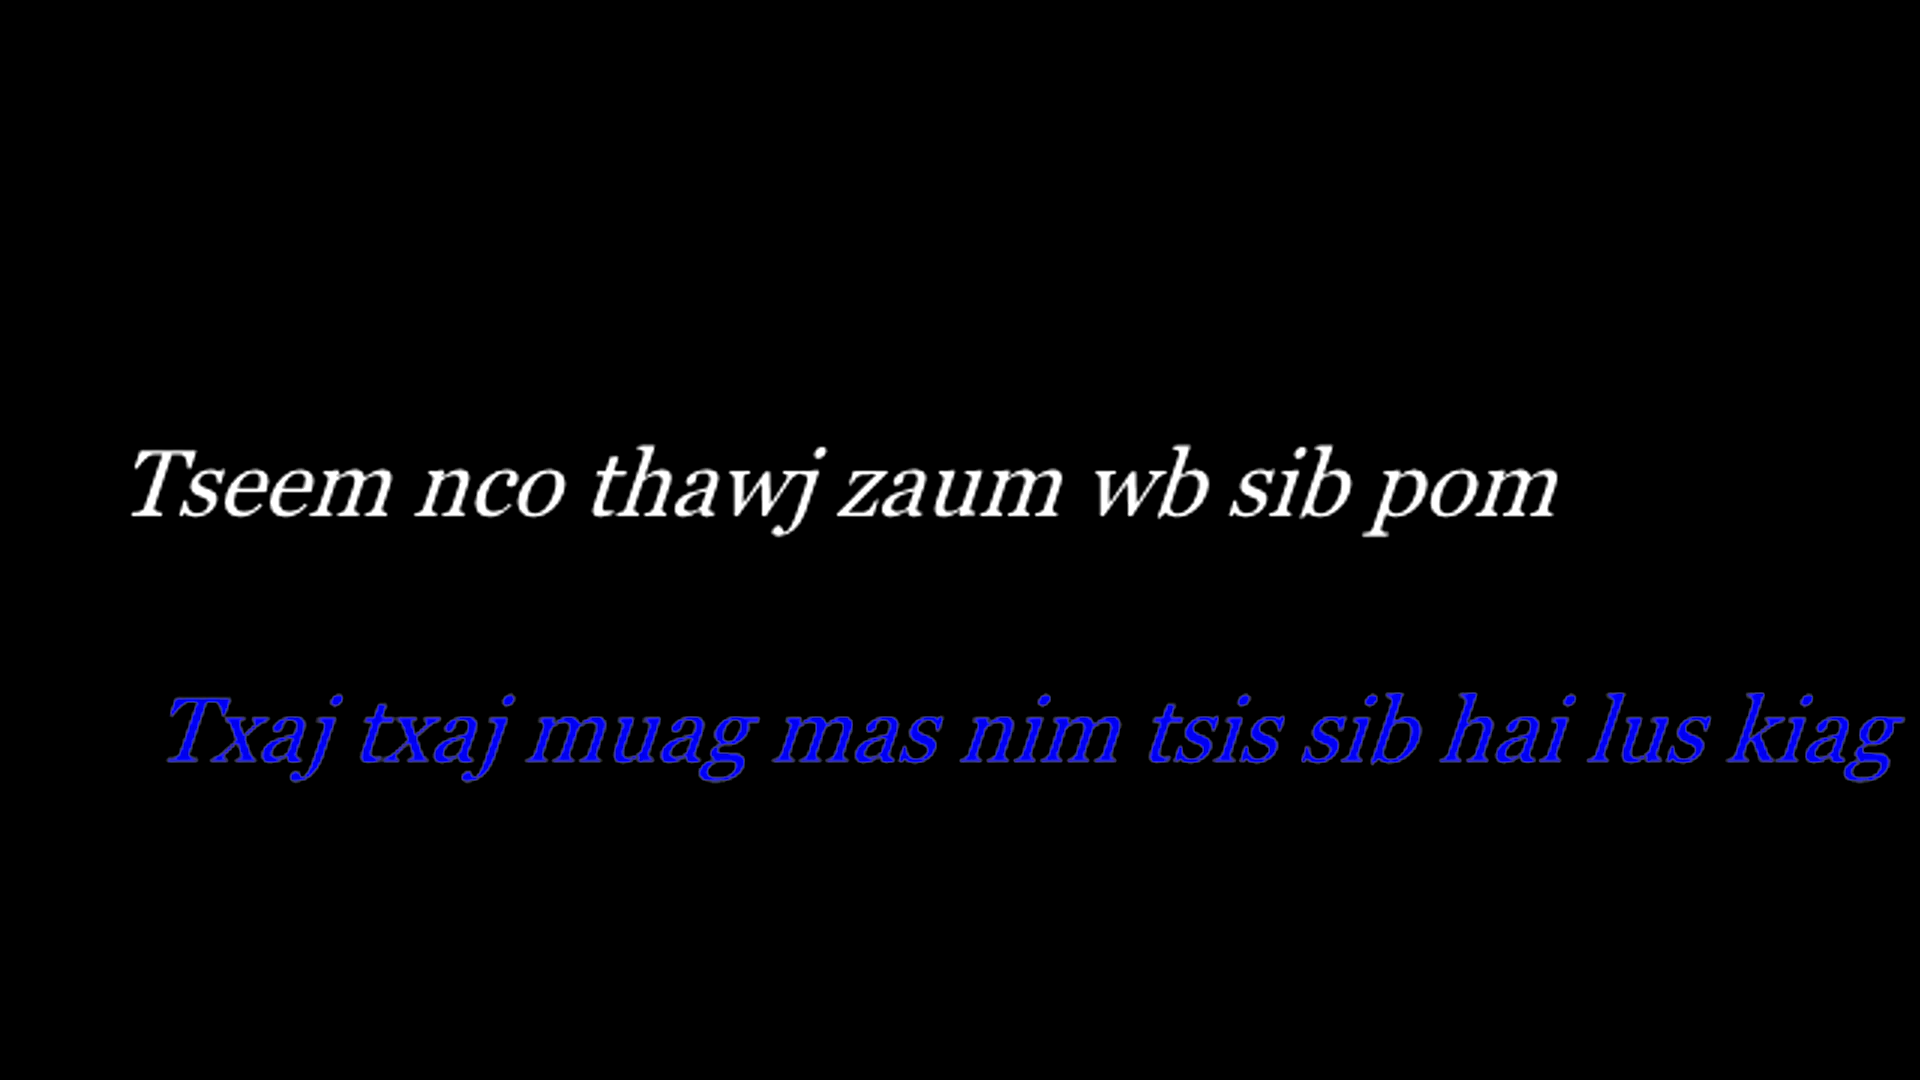 Tseem nco thawj zaum wb sib pom
Txaj txaj muag mas nim tsis sib hai lus kiag